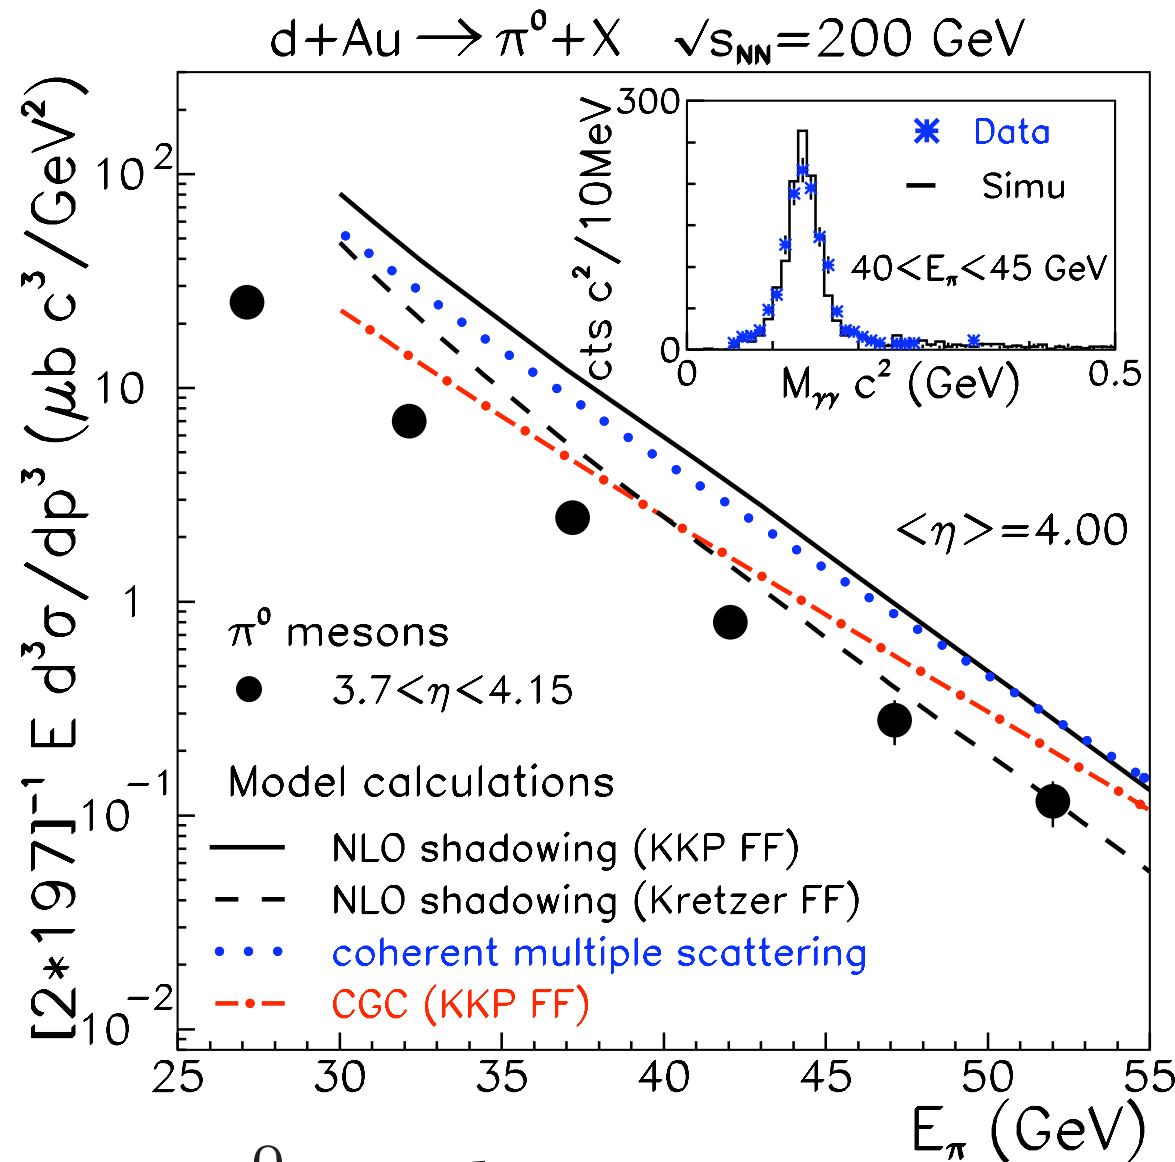 d+Au → π⁰+X √s_NN=200 GeV
[2*197]⁻¹ E d³σ/dp³ (μb c³/GeV²)
10²
10
1
10⁻¹
10⁻²
cts c²/10MeV
300
0
Data
Simu
40<E_π<45 GeV
0 0.5
M_γγ c² (GeV)
<η>=4.00
π⁰ mesons
3.7<η<4.15
Model calculations
NLO shadowing (KKP FF)
NLO shadowing (Kretzer FF)
coherent multiple scattering
CGC (KKP FF)
25 30 35 40 45 50 55
E_π (GeV)